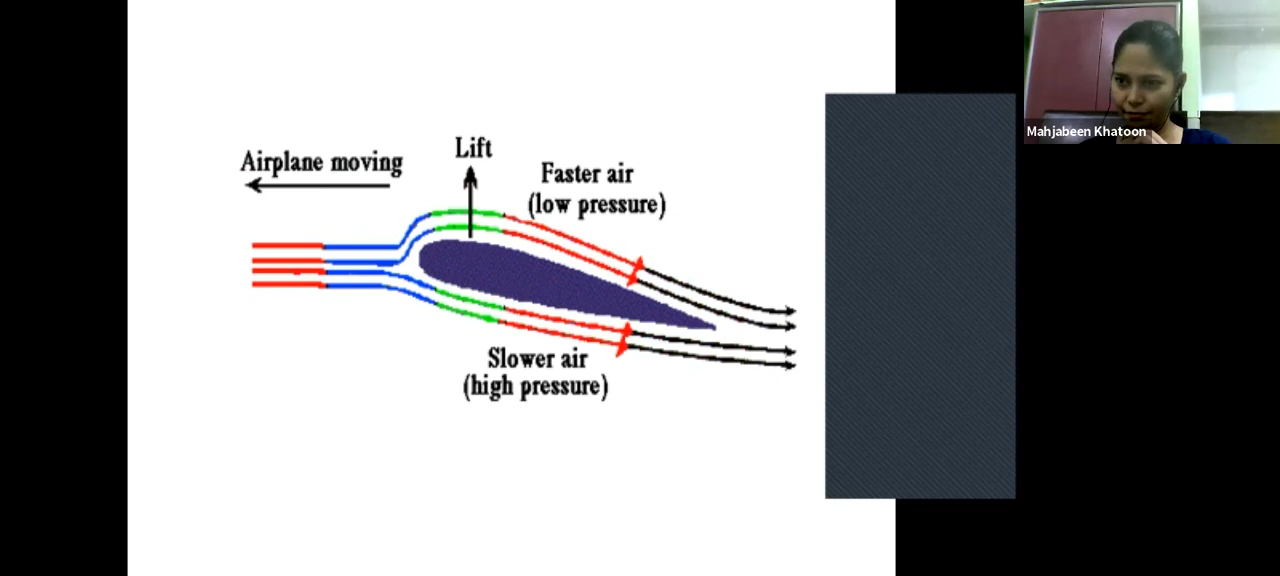 Airplane moving
Lift
Faster air
(low pressure)
Slower air
(high pressure)
Mahjabeen Khatoon